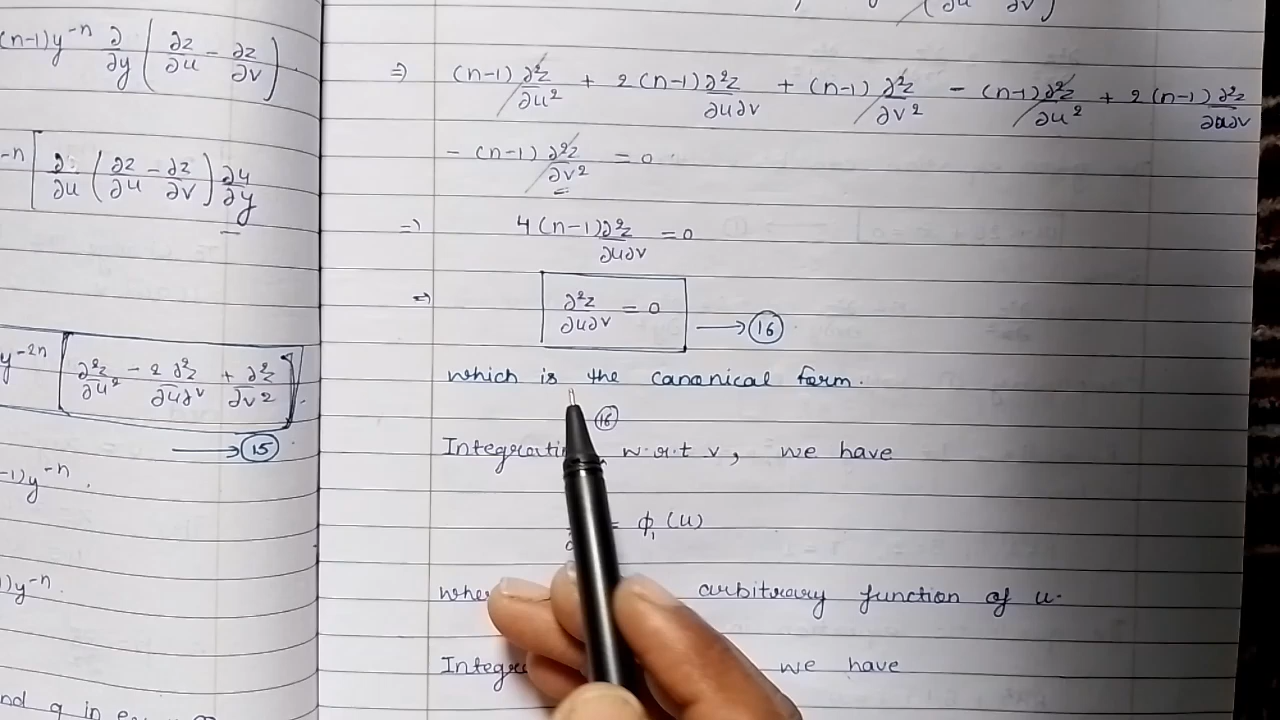 (n-1)y⁻ⁿ ∂/∂y (∂z/∂u - ∂z/∂v)
-n [∂/∂u (∂z/∂u - ∂z/∂v) ∂u/∂y
y⁻²ⁿ [∂²z/∂u² - 2∂²z/∂u∂v + ∂²z/∂v²].
→ (15)
-1)y⁻ⁿ.
)y⁻ⁿ.
nd q in
(∂u ∂v)
⇒ (n-1)∂²z/∂u² + 2(n-1)∂²z/∂u∂v + (n-1)∂²z/∂v² - (n-1)∂²z/∂u² + 2(n-1)∂²z/∂u∂v
- (n-1)∂²z/∂v² = 0
⇒ 4(n-1)∂²z/∂u∂v = 0
⇒ ∂²z/∂u∂v = 0 → (16)
which is the canonical form.
(16)
w.r.t v, we have
= ϕ₁(u)
arbitrary function of u.
we have